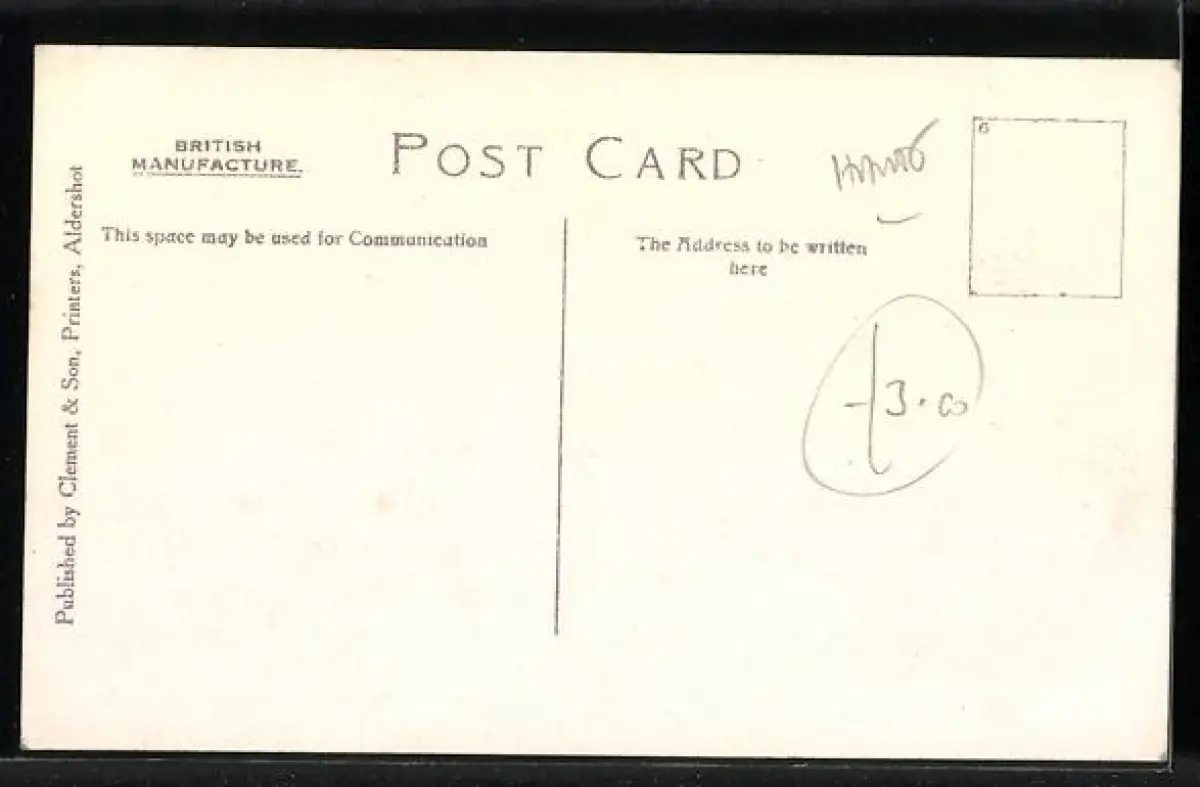 BRITISH
MANUFACTURE.
POST CARD
This space may be used for Communication
The Address to be written
here
6
3.00
Published by Clement & Son, Printers, Aldershot